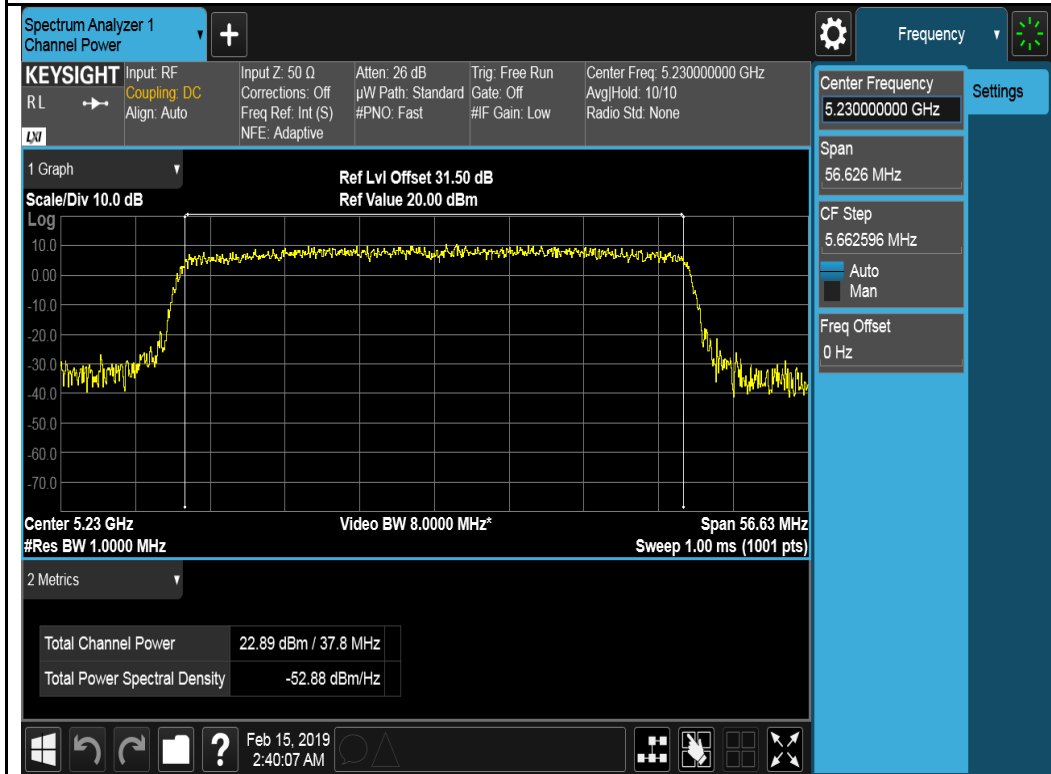 Spectrum Analyzer 1
Channel Power
+
Frequency
KEYSIGHT
R L
LXI
Input: RF
Coupling: DC
Align: Auto
Input Z: 50 Ω
Corrections: Off
Freq Ref: Int (S)
NFE: Adaptive
Atten: 26 dB
µW Path: Standard
#PNO: Fast
Trig: Free Run
Gate: Off
#IF Gain: Low
Center Freq: 5.230000000 GHz
Avg|Hold: 10/10
Radio Std: None
Center Frequency
5.230000000 GHz
Settings
Span
56.626 MHz
CF Step
5.662596 MHz
Auto
Man
Freq Offset
0 Hz
1 Graph
Scale/Div 10.0 dB
Ref Lvl Offset 31.50 dB
Ref Value 20.00 dBm
Log
10.0
0.00
-10.0
-20.0
-30.0
-40.0
-50.0
-60.0
-70.0
Center 5.23 GHz
#Res BW 1.0000 MHz
Video BW 8.0000 MHz*
Span 56.63 MHz
Sweep 1.00 ms (1001 pts)
2 Metrics
Total Channel Power 22.89 dBm / 37.8 MHz
Total Power Spectral Density -52.88 dBm/Hz
?
Feb 15, 2019
2:40:07 AM